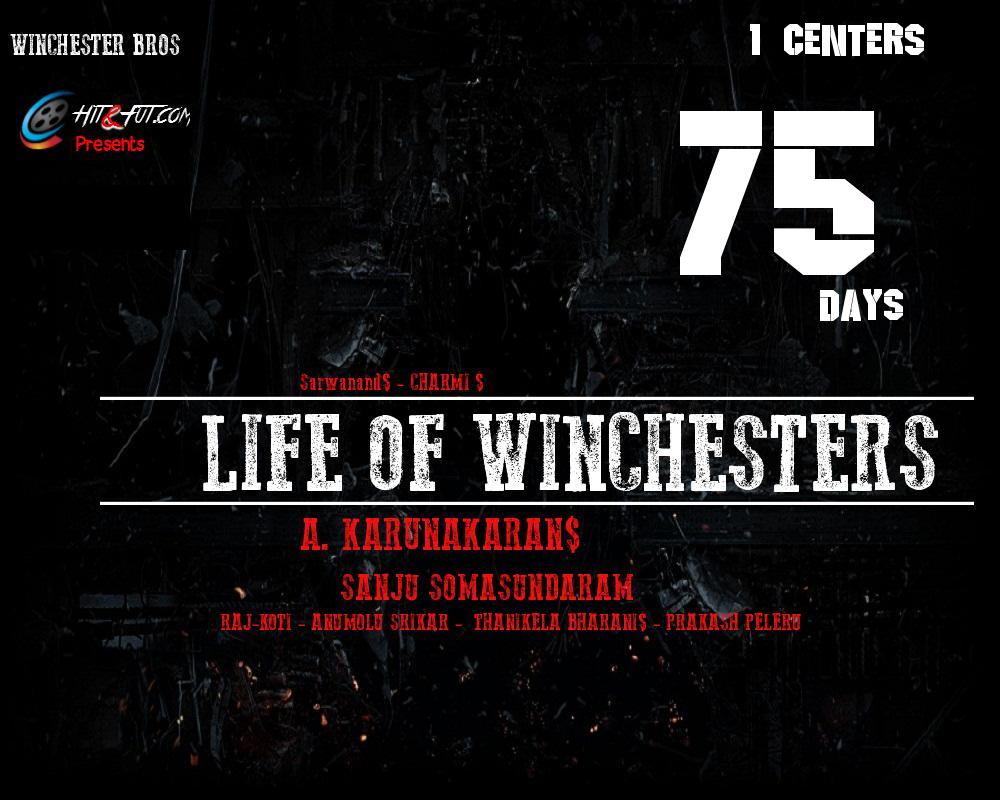 WINCHESTER BROS
1 CENTERS
HIT&FUT.COM
Presents
75
DAYS
Sarwanand$ - CHARMI $
LIFE OF WINCHESTERS
A. KARUNAKARAN$
SANJU SOMASUNDARAM
RAJ-KOTI - ANUMOLU SRIKAR - THANIKELA BHARANI$ - PRAKASH PELERU